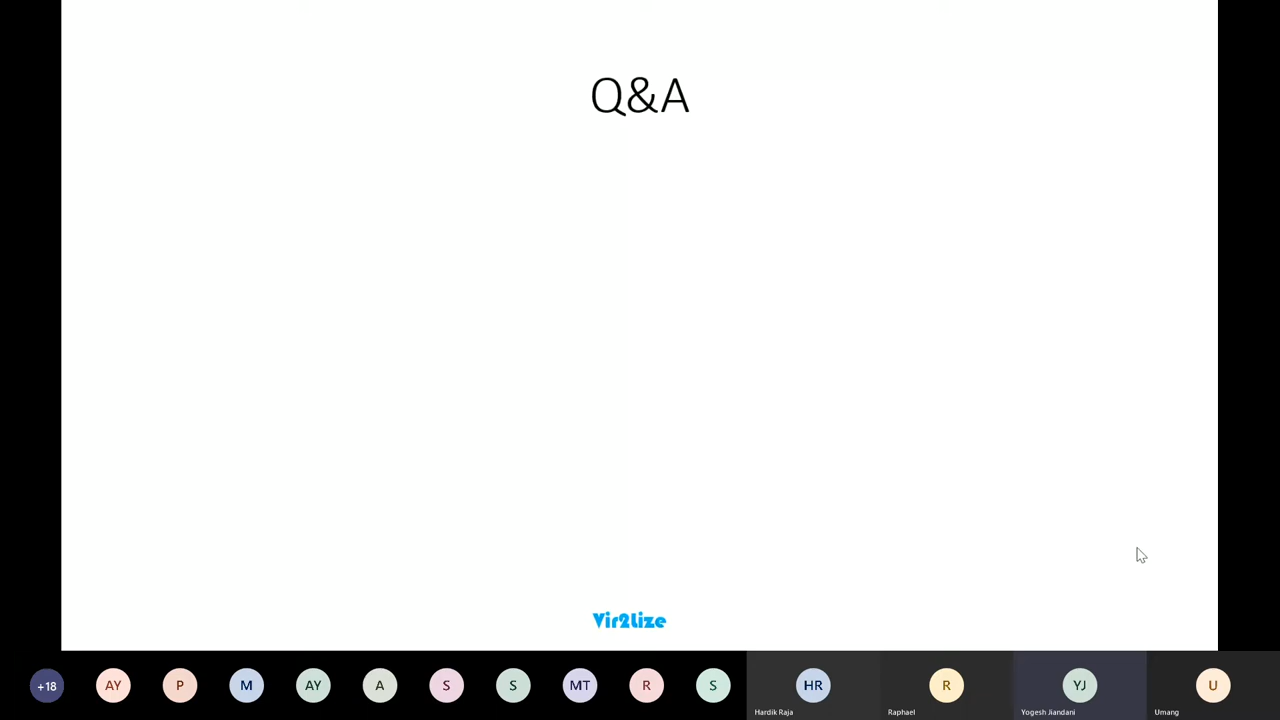 Q&A
Vir2Lize
+18 AY P M AY A S S MT R S HR R YJ U
Hardik Raja Raphael Yogesh Jiandani Umang